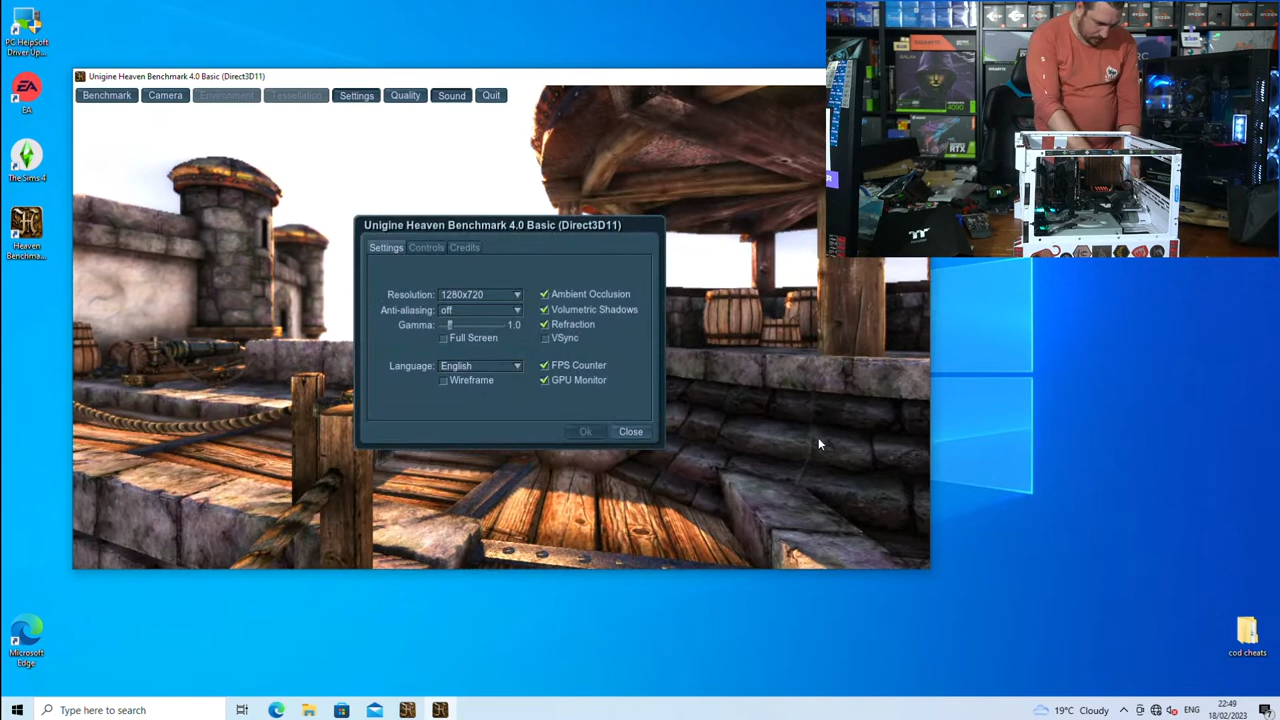 PC HelpSoft
Driver Up...
EA
The Sims 4
Heaven
Benchma...
Microsoft
Edge
Unigine Heaven Benchmark 4.0 Basic (Direct3D11)
Benchmark
Camera
Environment
Tessellation
Settings
Quality
Sound
Quit
Unigine Heaven Benchmark 4.0 Basic (Direct3D11)
Settings
Controls
Credits
Resolution: 1280x720
Anti-aliasing: off
Gamma: 1.0
Full Screen
Language: English
Wireframe
Ambient Occlusion
Volumetric Shadows
Refraction
VSync
FPS Counter
GPU Monitor
Ok
Close
GIGABYTE
4090
RTX
cod cheats
Type here to search
19°C Cloudy
ENG
22:49
18/02/2023